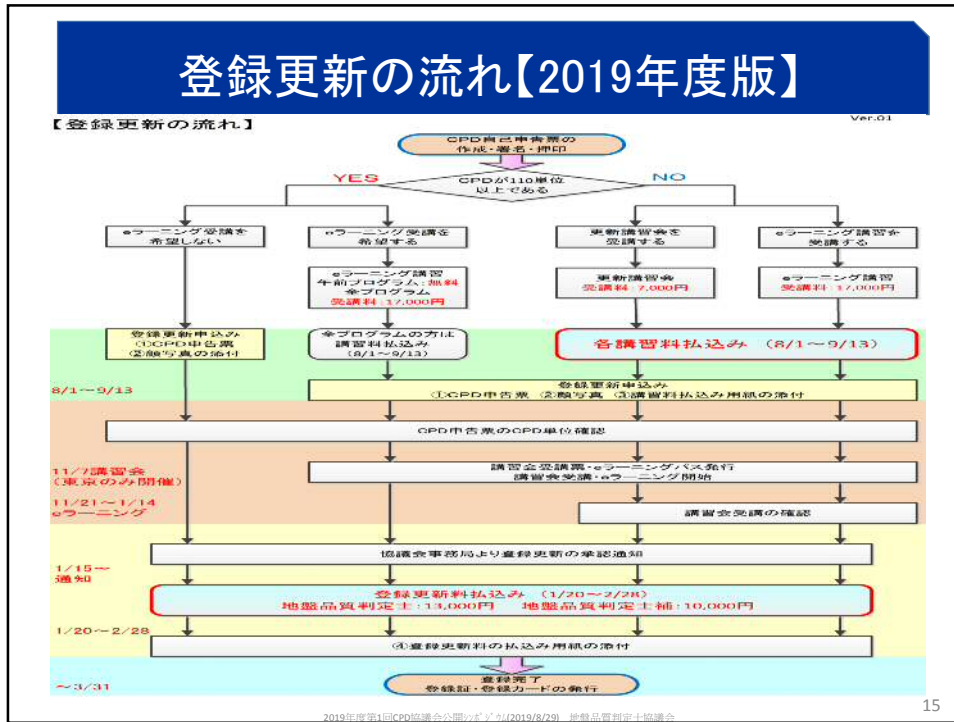 登録更新の流れ【2019年度版】
【登録更新の流れ】
Ver.01
CPD自己申告票の
作成・署名・押印
YES
CPDが110単位
以上である
NO
eラーニング受講を
希望しない
eラーニング受講を
希望する
更新講習会を
受講する
eラーニング講習を
受講する
eラーニング講習
午前プログラム:無料
全プログラム
受講料:17,000円
更新講習会
受講料:7,000円
eラーニング講習
受講料:17,000円
登録更新申込み
①CPD申告票
②顔写真の添付
全プログラムの方は
講習料払込み
(8/1~9/13)
各講習料払込み (8/1~9/13)
8/1~9/13
登録更新申込み
①CPD申告票 ②顔写真 ③講習料払込み用紙の添付
CPD申告票のCPD単位確認
11/7講習会
(東京のみ開催)
11/21~1/14
eラーニング
講習会受講票・eラーニングパス発行
講習会受講・eラーニング開始
講習会受講の確認
協議会事務局より登録更新の承認通知
1/15~
通知
登録更新料払込み (1/20~2/28)
地盤品質判定士:13,000円 地盤品質判定士補:10,000円
1/20~2/28
④登録更新料の払込み用紙の添付
~3/31
登録完了
登録証・登録カードの発行
2019年度第1回CPD協議会公開シンポジウム(2019/8/29) 地盤品質判定士協議会
15